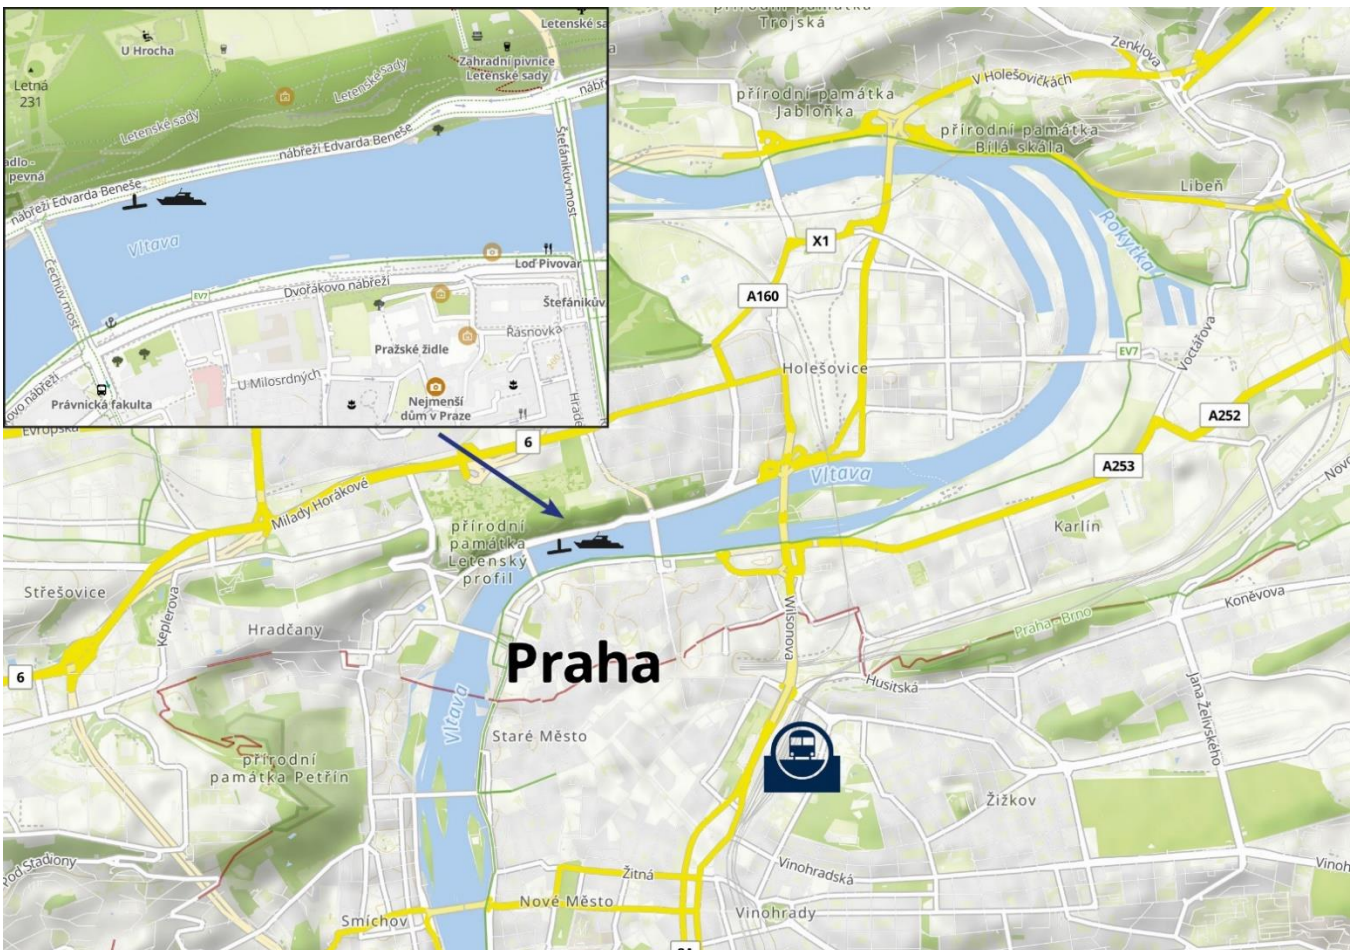 Letenské sa
U Hrocha
Zahradní pivnice
Letenské sady
Letná
231
Letenské sady
Letenské sady
nábř
nábřeží Edvarda Beneše
Štefánikův most
adlo -
pevná
nábřeží Edvarda Beneše
Vltava
Čechův most
Loď Pivovar
EV7
Dvořákovo nábřeží
Štefánikův
Řásnovka
Pražské židle
U Milosrdných
Právnická fakulta
Nejmenší
dům v Praze
Hrade
ovo nábřeží
přírodní památka
Trojská
Zenklova
V Holešovičkách
přírodní památka
Jabloňka
přírodní památka
Bílá skála
Libeň
Rokytka
X1
A160
EV7
Voctářova
Holešovice
A252
Evropská
6
A253
Vltava
Novo
Milady Horákové
přírodní
památka
Letenský
profil
Karlín
Střešovice
Keplerova
Hradčany
Wilsonova
Praha-Brno
Koněvova
Praha
6
Husitská
Jana Želivského
Vltava
Staré Město
přírodní
památka Petřín
Žižkov
Pod Stadiony
Žitná
Vinohradská
Vinoh
Nové Město
Smíchov
Vinohrady